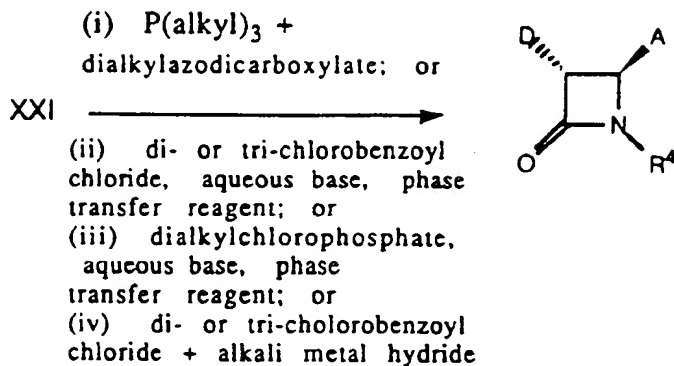 (i) P(alkyl)3 +
dialkylazodicarboxylate; or
XXI
(ii) di- or tri-chlorobenzoyl
chloride, aqueous base, phase
transfer reagent; or
(iii) dialkylchlorophosphate,
aqueous base, phase
transfer reagent; or
(iv) di- or tri-cholorobenzoyl
chloride + alkali metal hydride
D A
N
O R4